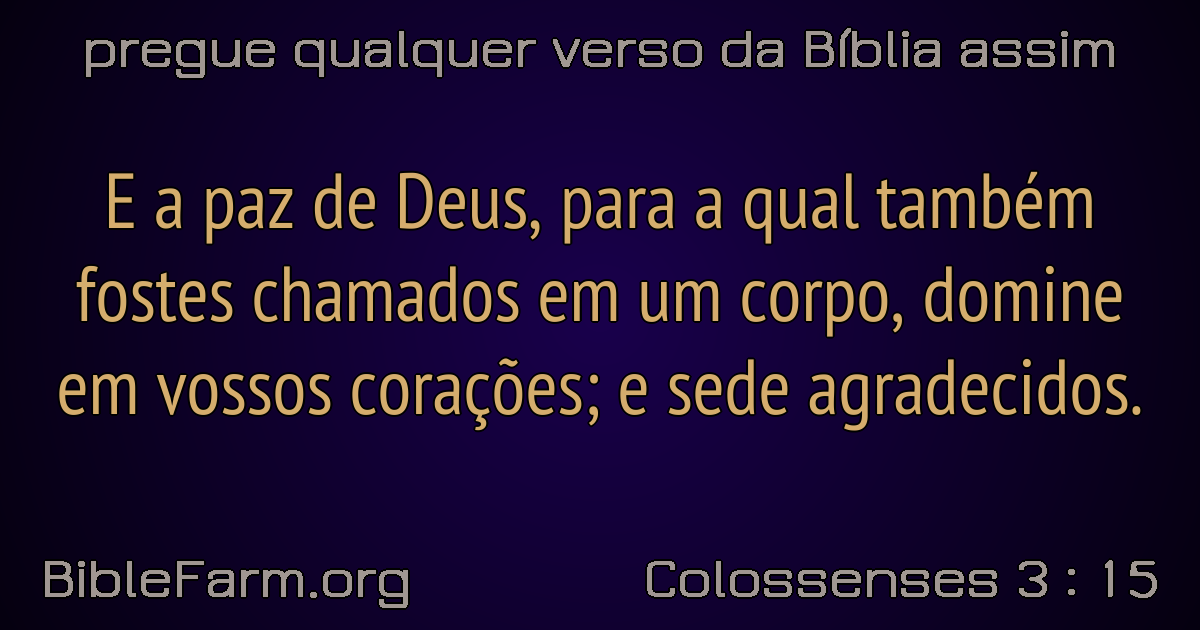 pregue qualquer verso da Bíblia assim
E a paz de Deus, para a qual também
fostes chamados em um corpo, domine
em vossos corações; e sede agradecidos.
BibleFarm.org
Colossenses 3 : 15